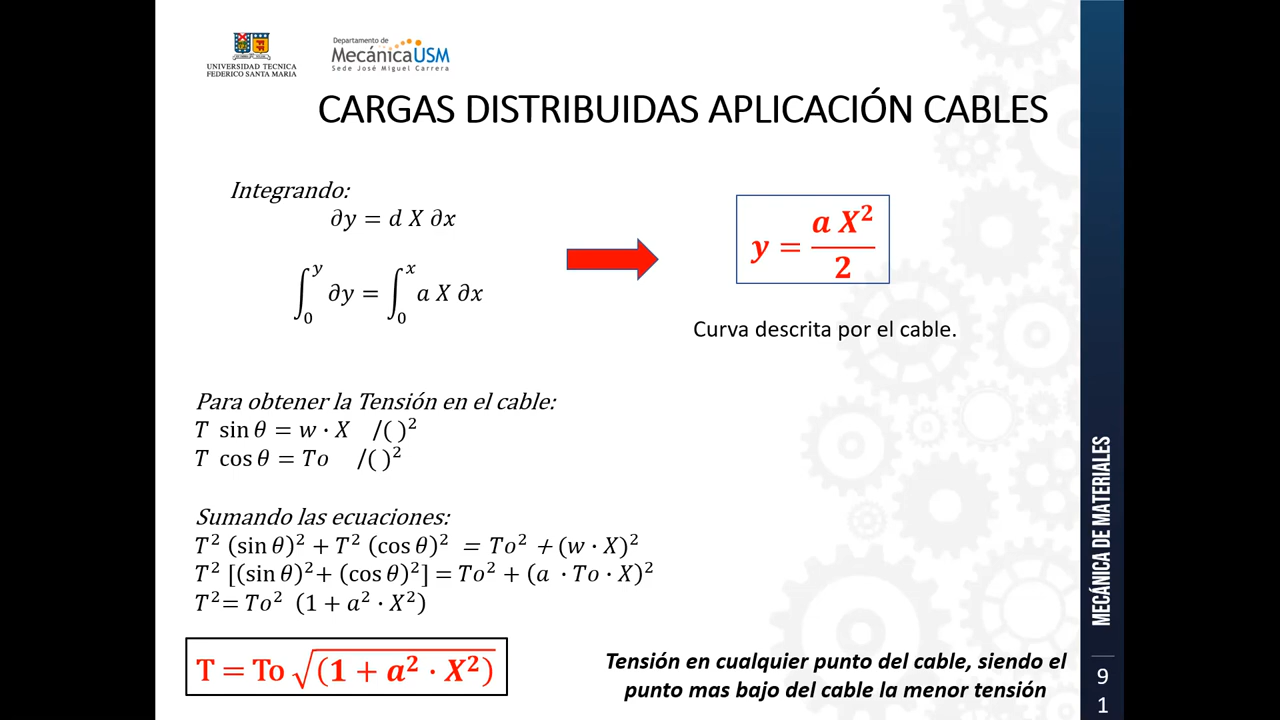 UNIVERSIDAD TECNICA
FEDERICO SANTA MARIA
Departamento de
MecánicaUSM
Sede José Miguel Carrera
CARGAS DISTRIBUIDAS APLICACIÓN CABLES
Integrando:
∂y = d X ∂x
∫₀ʸ ∂y = ∫₀ˣ a X ∂x
y = a X² / 2
Curva descrita por el cable.
Para obtener la Tensión en el cable:
T sin θ = w · X /( )²
T cos θ = To /( )²
Sumando las ecuaciones:
T² (sin θ)² + T² (cos θ)² = To² + (w · X)²
T² [(sin θ)² + (cos θ)²] = To² + (a · To · X)²
T² = To² (1 + a² · X²)
T = To √(1 + a² · X²)
Tensión en cualquier punto del cable, siendo el
punto mas bajo del cable la menor tensión
MECÁNICA DE MATERIALES
9
1